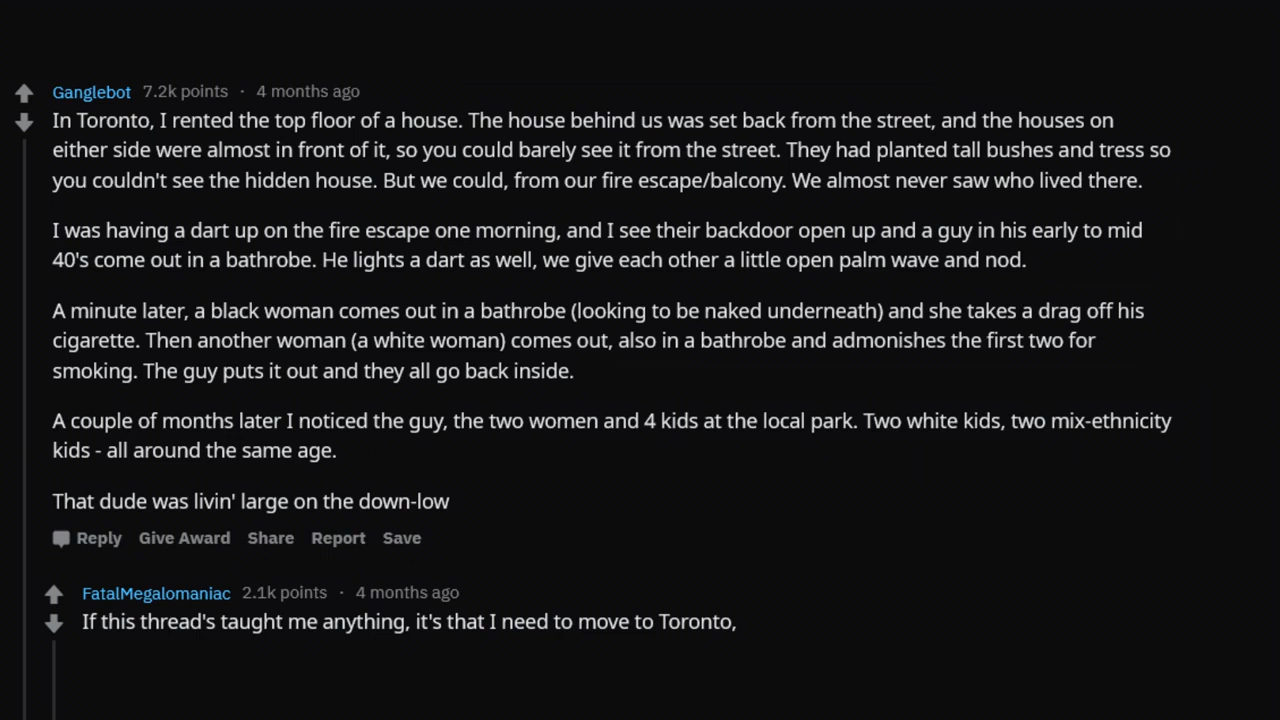 Ganglebot 7.2k points · 4 months ago
In Toronto, I rented the top floor of a house. The house behind us was set back from the street, and the houses on
either side were almost in front of it, so you could barely see it from the street. They had planted tall bushes and tress so
you couldn't see the hidden house. But we could, from our fire escape/balcony. We almost never saw who lived there.
I was having a dart up on the fire escape one morning, and I see their backdoor open up and a guy in his early to mid
40's come out in a bathrobe. He lights a dart as well, we give each other a little open palm wave and nod.
A minute later, a black woman comes out in a bathrobe (looking to be naked underneath) and she takes a drag off his
cigarette. Then another woman (a white woman) comes out, also in a bathrobe and admonishes the first two for
smoking. The guy puts it out and they all go back inside.
A couple of months later I noticed the guy, the two women and 4 kids at the local park. Two white kids, two mix-ethnicity
kids - all around the same age.
That dude was livin' large on the down-low
Reply Give Award Share Report Save
FatalMegalomaniac 2.1k points · 4 months ago
If this thread's taught me anything, it's that I need to move to Toronto,